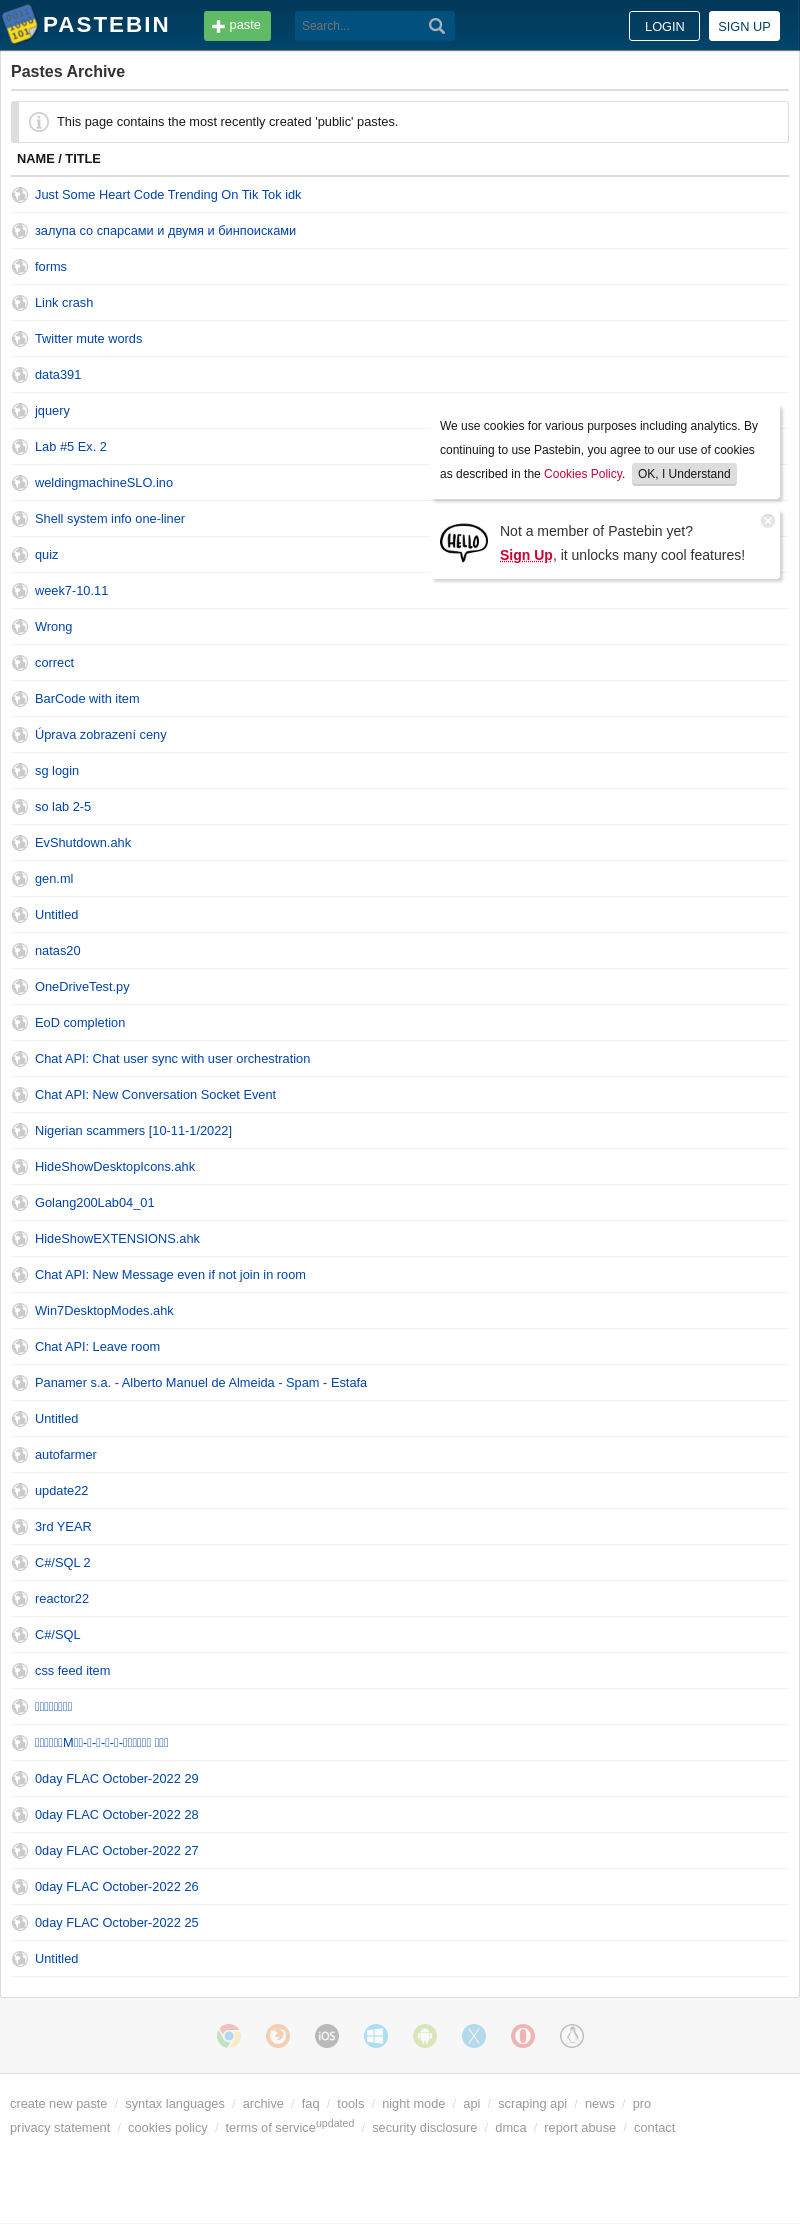 PASTEBIN
paste
Search...
LOGIN
SIGN UP
Pastes Archive
This page contains the most recently created 'public' pastes.
NAME / TITLE
Just Some Heart Code Trending On Tik Tok idk
залупа со спарсами и двумя и бинпоисками
forms
Link crash
Twitter mute words
data391
jquery
Lab #5 Ex. 2
weldingmachineSLO.ino
Shell system info one-liner
quiz
We use cookies for various purposes including analytics. By
continuing to use Pastebin, you agree to our use of cookies
as described in the Cookies Policy. OK, I Understand
HELLO
Not a member of Pastebin yet?
Sign Up, it unlocks many cool features!
week7-10.11
Wrong
correct
BarCode with item
Úprava zobrazení ceny
sg login
so lab 2-5
EvShutdown.ahk
gen.ml
Untitled
natas20
OneDriveTest.py
EoD completion
Chat API: Chat user sync with user orchestration
Chat API: New Conversation Socket Event
Nigerian scammers [10-11-1/2022]
HideShowDesktopIcons.ahk
Golang200Lab04_01
HideShowEXTENSIONS.ahk
Chat API: New Message even if not join in room
Win7DesktopModes.ahk
Chat API: Leave room
Panamer s.a. - Alberto Manuel de Almeida - Spam - Estafa
Untitled
autofarmer
update22
3rd YEAR
C#/SQL 2
reactor22
C#/SQL
css feed item
0day FLAC October-2022 29
0day FLAC October-2022 28
0day FLAC October-2022 27
0day FLAC October-2022 26
0day FLAC October-2022 25
Untitled
iOS
create new paste / syntax languages / archive / faq / tools / night mode / api / scraping api / news / pro
privacy statement / cookies policy / terms of service updated / security disclosure / dmca / report abuse / contact